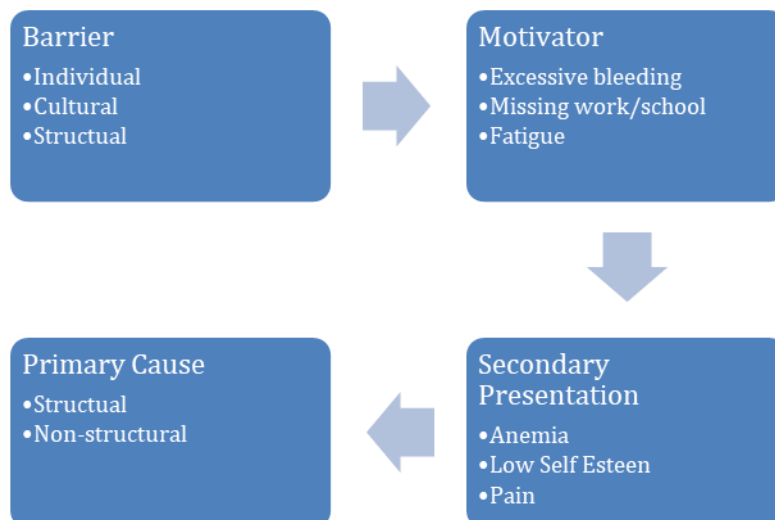 Barrier
•Individual
•Cultural
•Structual
Motivator
•Excessive bleeding
•Missing work/school
•Fatigue
Secondary
Presentation
•Anemia
•Low Self Esteen
•Pain
Primary Cause
•Structual
•Non-structural